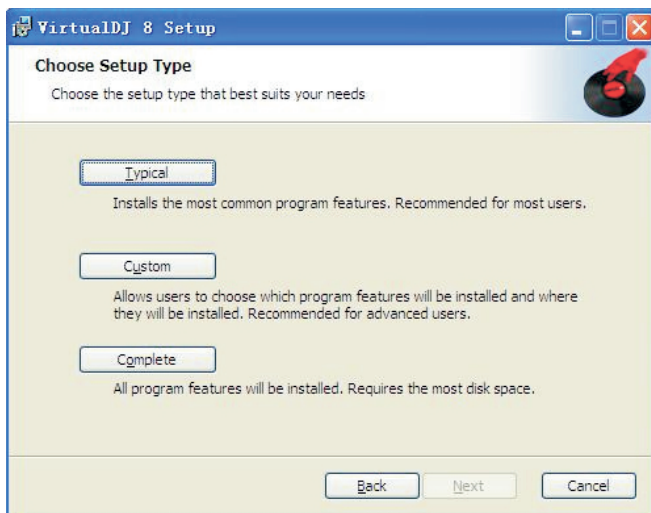 VirtualDJ 8 Setup
Choose Setup Type
Choose the setup type that best suits your needs
Typical
Installs the most common program features. Recommended for most users.
Custom
Allows users to choose which program features will be installed and where
they will be installed. Recommended for advanced users.
Complete
All program features will be installed. Requires the most disk space.
Back Next Cancel